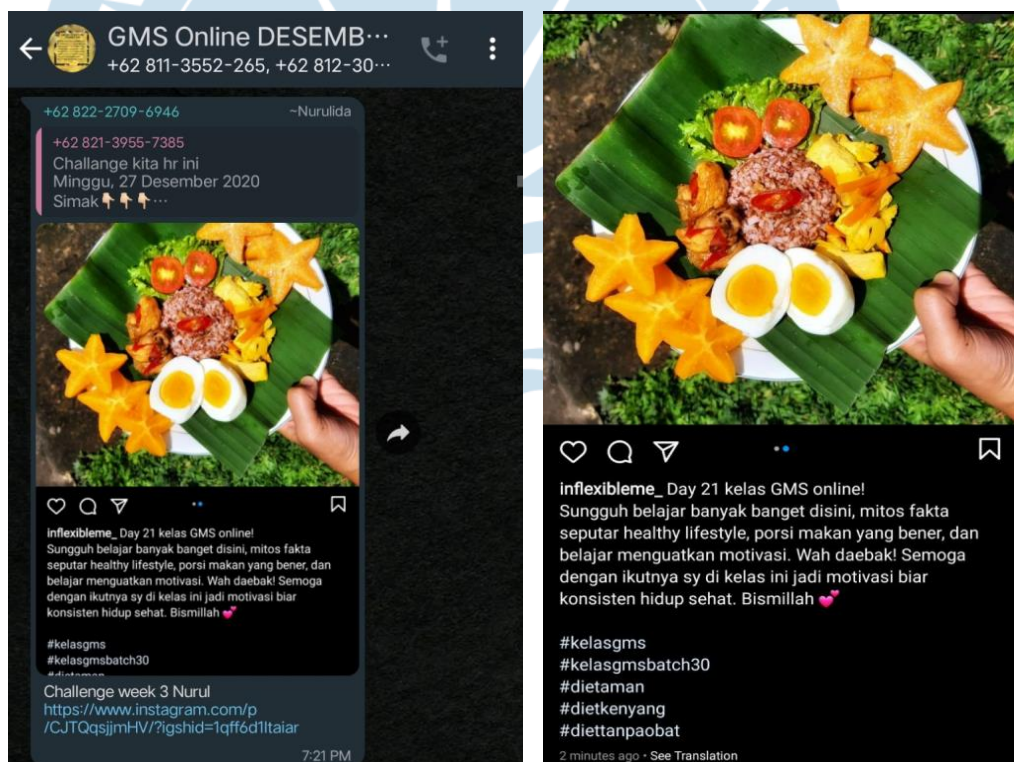 GMS Online DESEMB...
+62 811-3552-265, +62 812-30...
+62 822-2709-6946 ~Nurulida
+62 821-3955-7385
Challange kita hr ini
Minggu, 27 Desember 2020
Simak👇🏻👇🏻👇🏻...
inflexibleme_ Day 21 kelas GMS online!
Sungguh belajar banyak banget disini, mitos fakta
seputar healthy lifestyle, porsi makan yang bener, dan
belajar menguatkan motivasi. Wah daebak! Semoga
dengan ikutnya sy di kelas ini jadi motivasi biar
konsisten hidup sehat. Bismillah 💕
#kelasgms
#kelasgmsbatch30
#dietaman
Challenge week 3 Nurul
https://www.instagram.com/p
/CJTQqsjjmHV/?igshid=1qff6d1ltaiar
7:21 PM
inflexibleme_ Day 21 kelas GMS online!
Sungguh belajar banyak banget disini, mitos fakta
seputar healthy lifestyle, porsi makan yang bener, dan
belajar menguatkan motivasi. Wah daebak! Semoga
dengan ikutnya sy di kelas ini jadi motivasi biar
konsisten hidup sehat. Bismillah 💕
#kelasgms
#kelasgmsbatch30
#dietaman
#dietkenyang
#diettanpaobat
2 minutes ago · See Translation